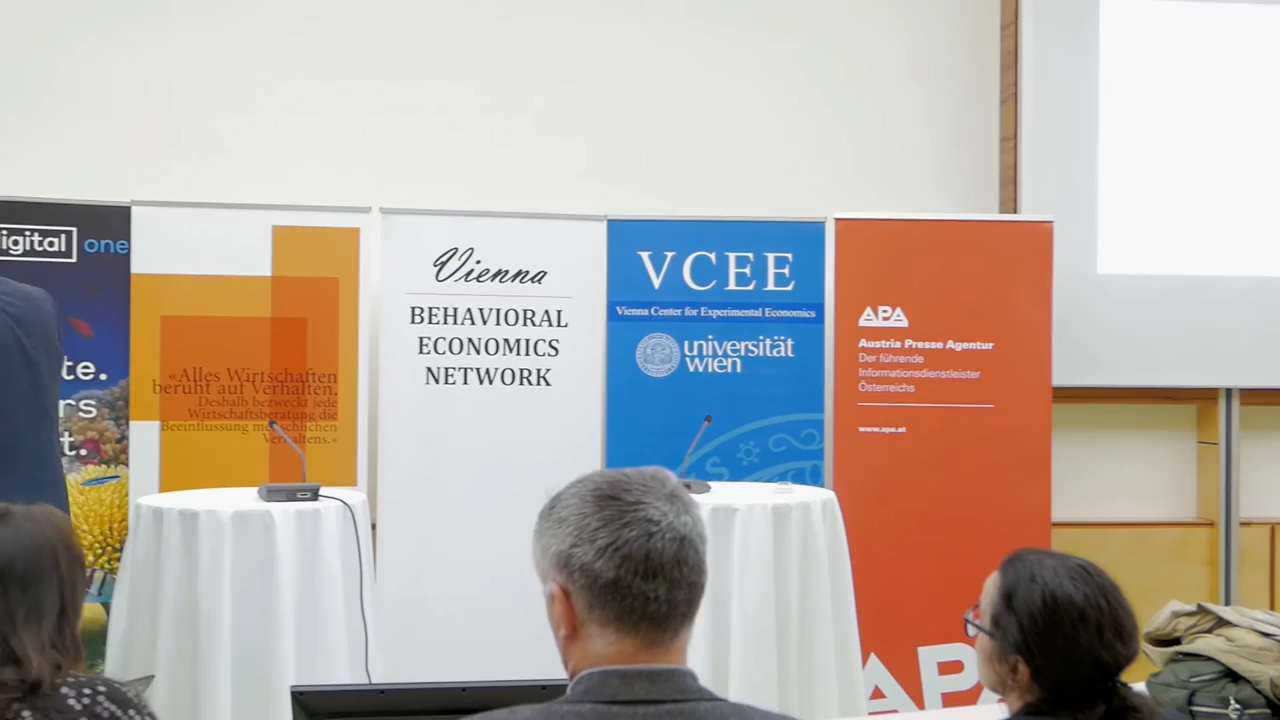 igital one
te.
rs
t.
«Alles Wirtschaften
beruht auf Verhalten.
Deshalb bezweckt jede
Wirtschaftsberatung die
Beeinflussung menschlichen
Verhaltens.»
Vienna
BEHAVIORAL
ECONOMICS
NETWORK
VCEE
Vienna Center for Experimental Economics
universität
wien
APA
Austria Presse Agentur
Der führende
Informationsdienstleister
Österreichs
www.apa.at
APA